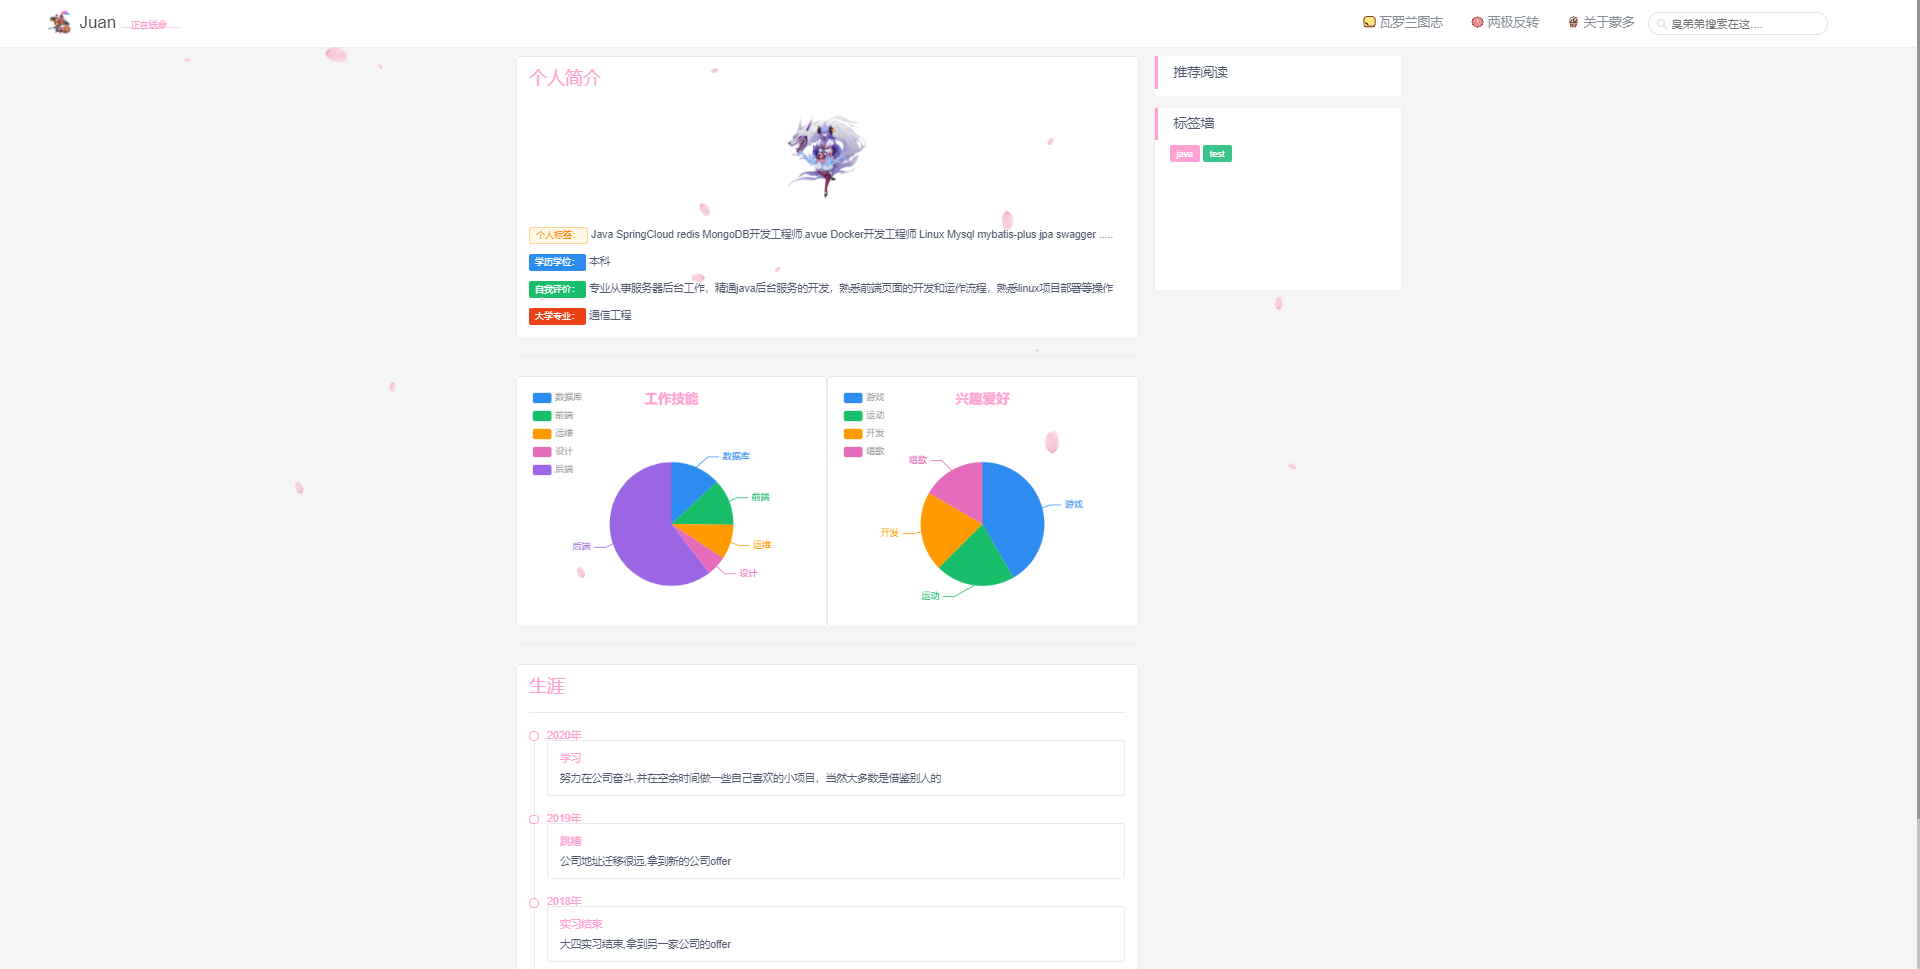 Juan ....正在送命.....
瓦罗兰图志
两极反转
关于蒙多
臭弟弟搜索在这....
个人简介
个人标签： Java SpringCloud redis MongoDB开发工程师 avue Docker开发工程师 Linux Mysql mybatis-plus jpa swagger .....
学历学位： 本科
自我评价： 专业从事服务器后台工作，精通java后台服务的开发，熟悉前端页面的开发和运作流程，熟悉linux项目部署等操作
大学专业： 通信工程
推荐阅读
标签墙
java test
工作技能
数据库
前端
运维
设计
后端
数据库
前端
运维
设计
后端
兴趣爱好
游戏
运动
开发
唱歌
唱歌
游戏
开发
运动
生涯
2020年
学习
努力在公司奋斗,并在空余时间做一些自己喜欢的小项目，当然大多数是借鉴别人的
2019年
跳槽
公司地址迁移很远,拿到新的公司offer
2018年
实习结束
大四实习结束,拿到另一家公司的offer